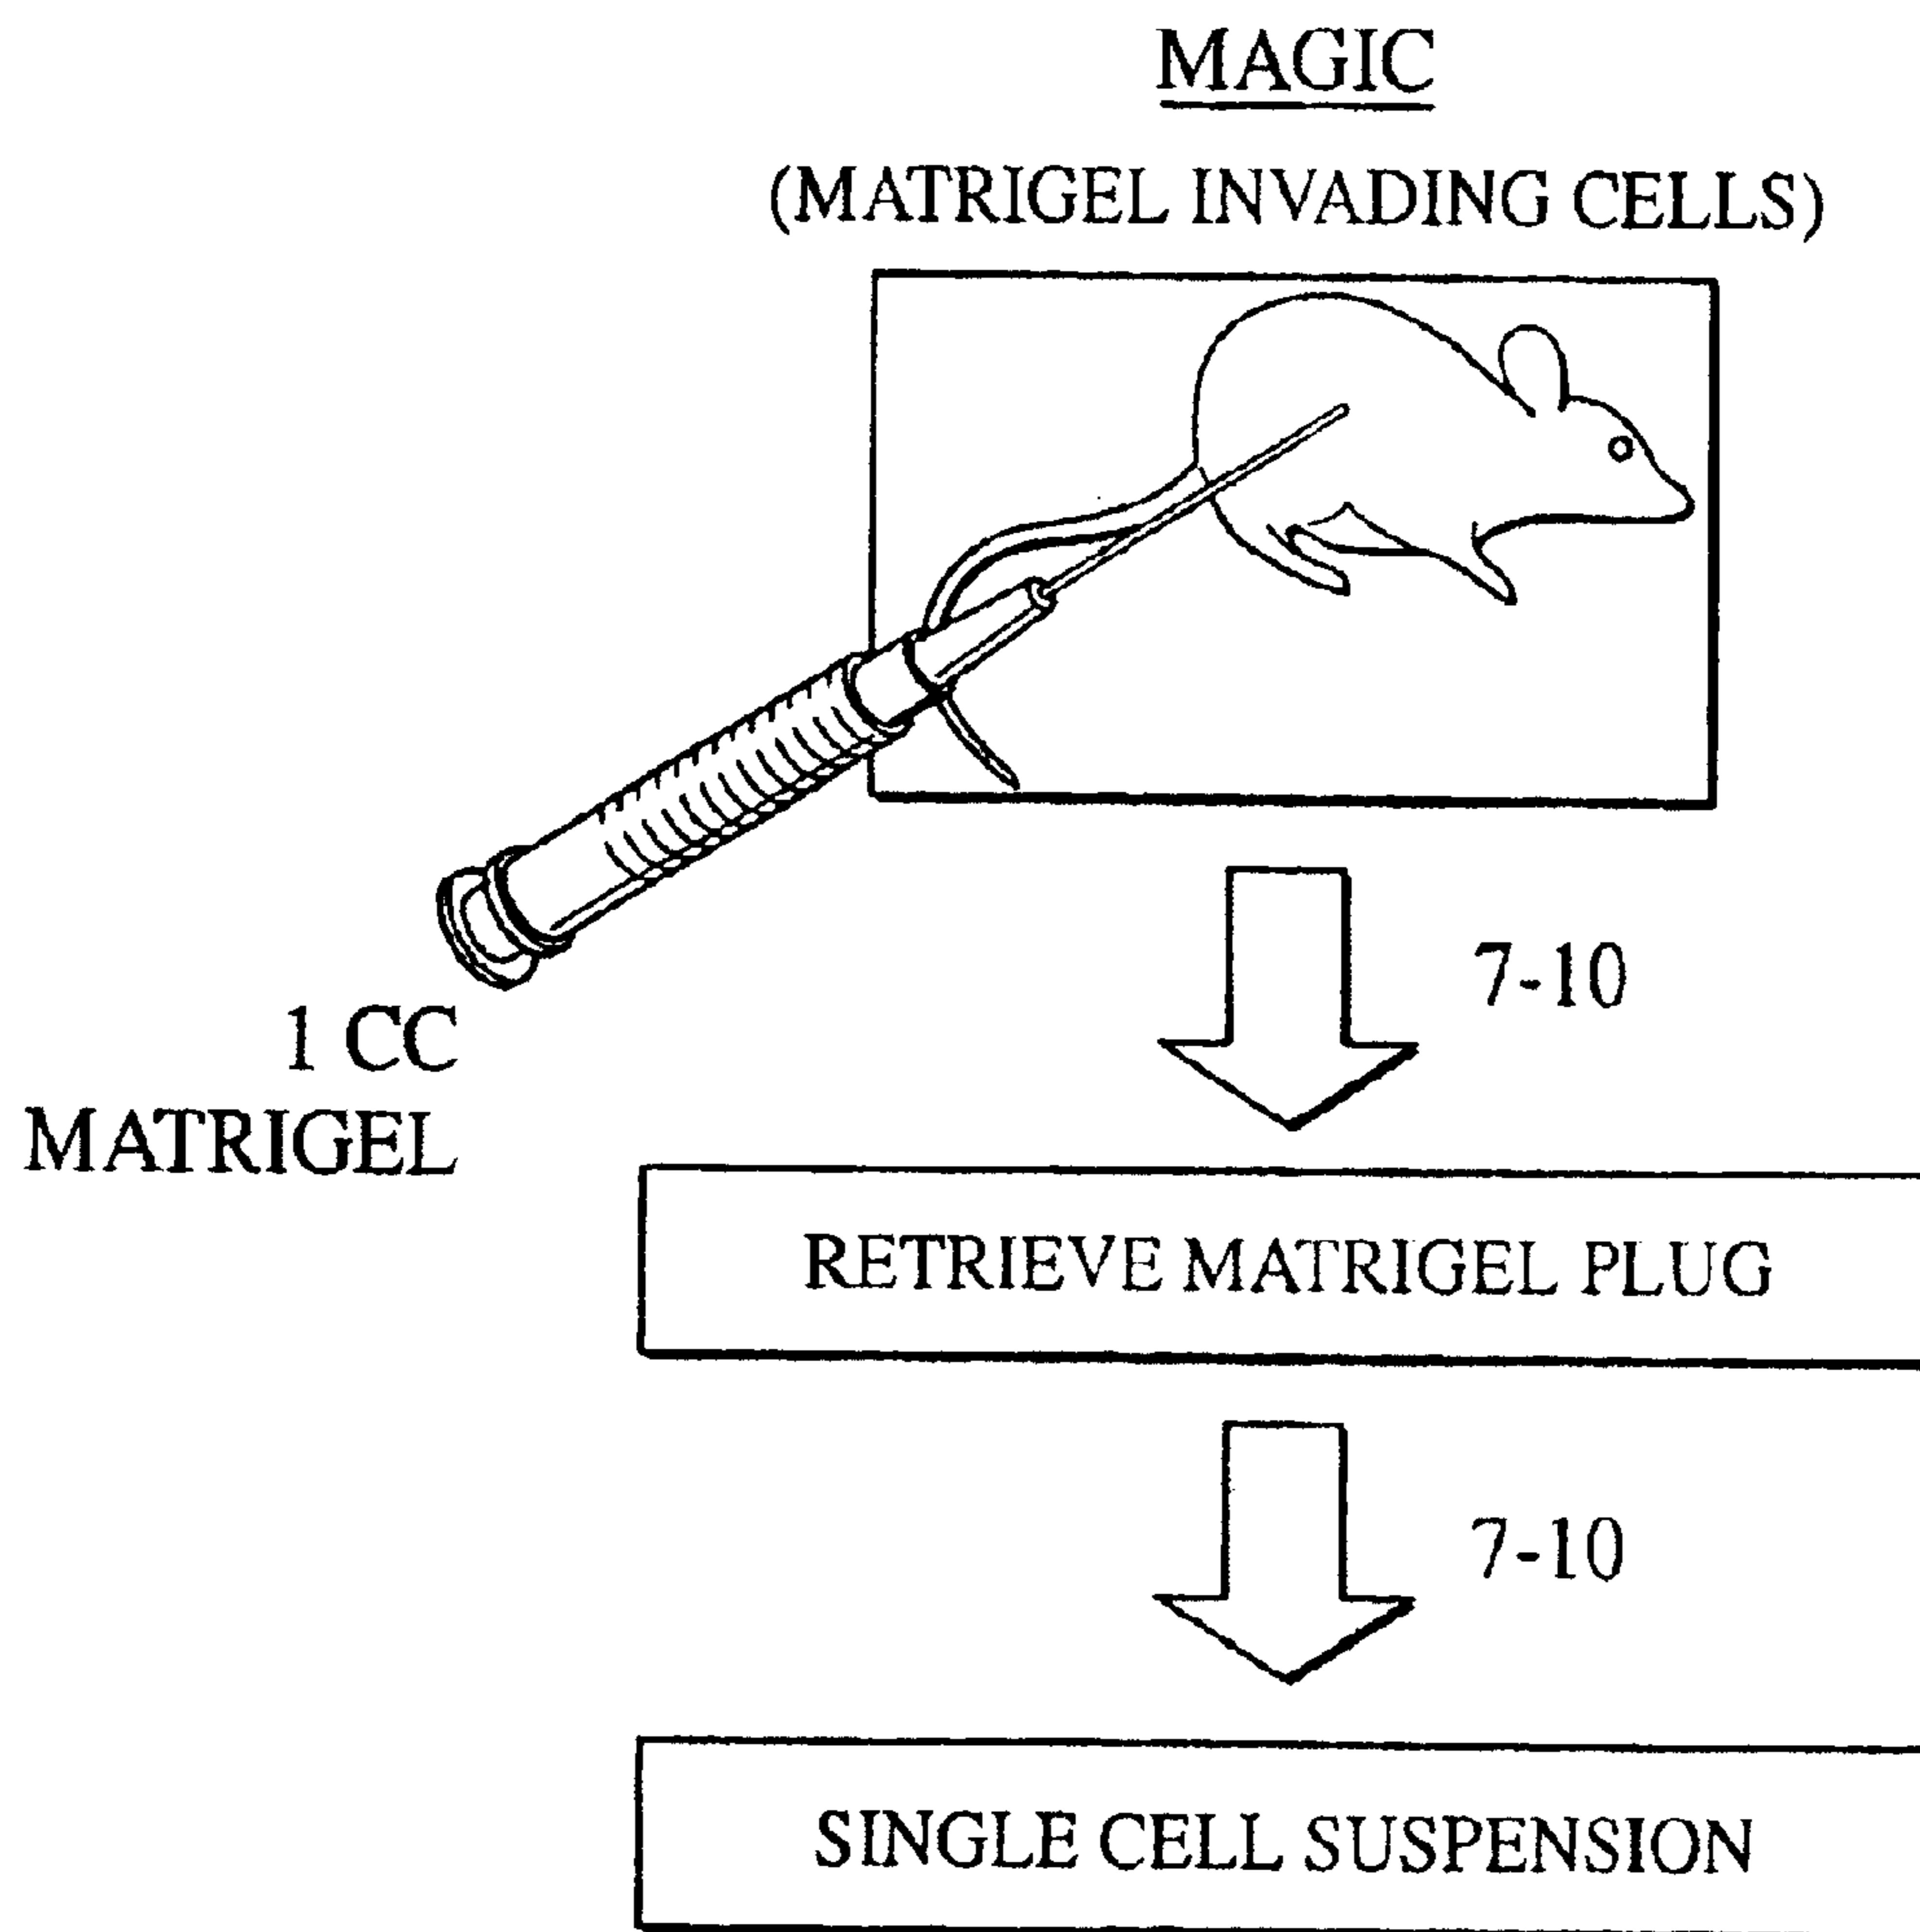 MAGIC
(MATRIGEL INVADING CELLS)
1 CC
MATRIGEL
7-10
RETRIEVE MATRIGEL PLUG
7-10
SINGLE CELL SUSPENSION